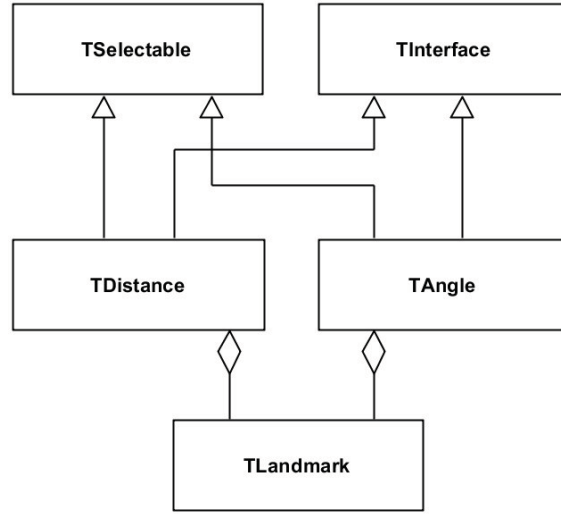 TSelectable
TInterface
TDistance
TAngle
TLandmark